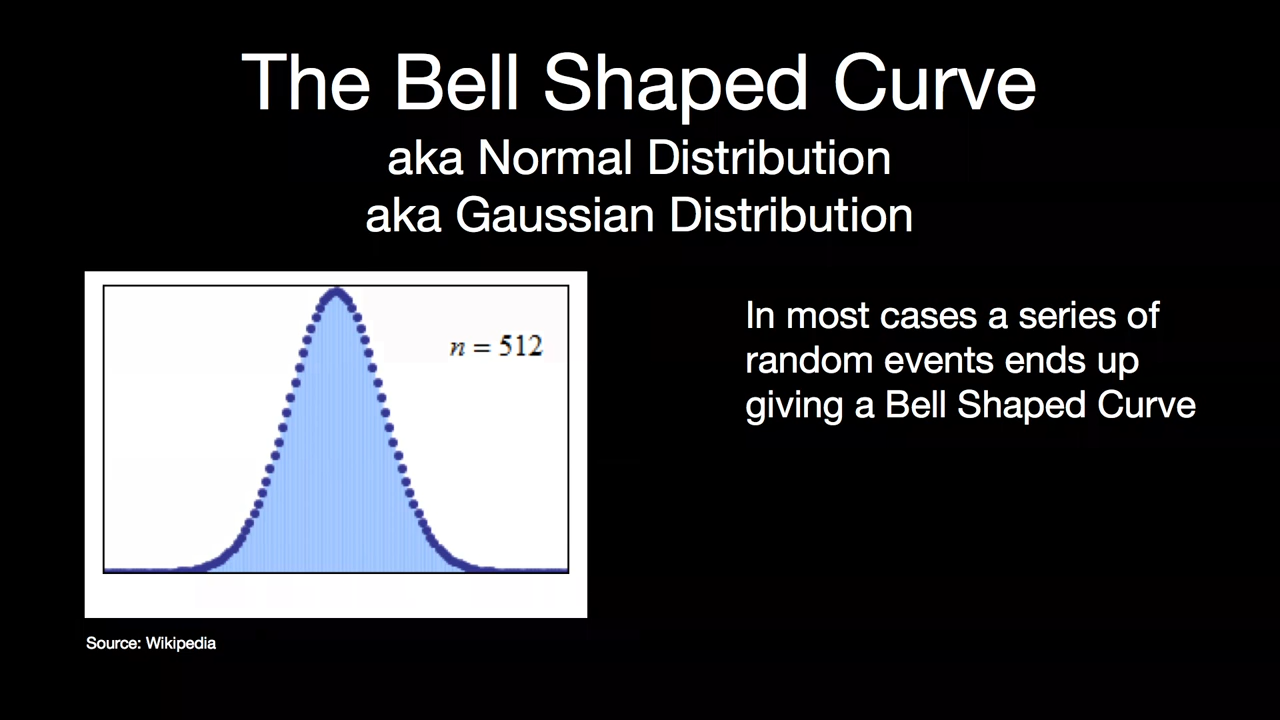 The Bell Shaped Curve
aka Normal Distribution
aka Gaussian Distribution
n = 512
In most cases a series of
random events ends up
giving a Bell Shaped Curve
Source: Wikipedia